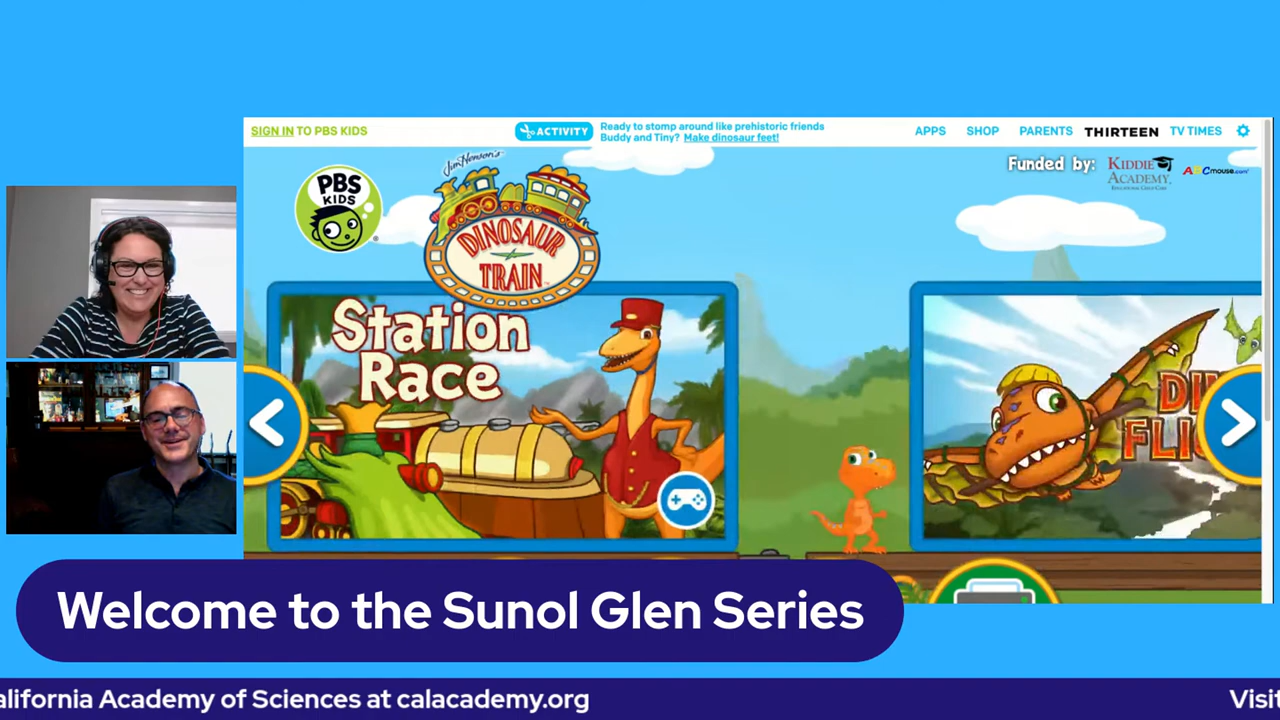 SIGN IN TO PBS KIDS
ACTIVITY
Ready to stomp around like prehistoric friends
Buddy and Tiny? Make dinosaur feet!
APPS
SHOP
PARENTS
THIRTEEN
TV TIMES
Jim Henson's
PBS
KIDS
DINOSAUR
TRAIN
Funded by:
KIDDIE
ACADEMY
ABCmouse.com
Station
Race
Welcome to the Sunol Glen Series
alifornia Academy of Sciences at calacademy.org
Visit